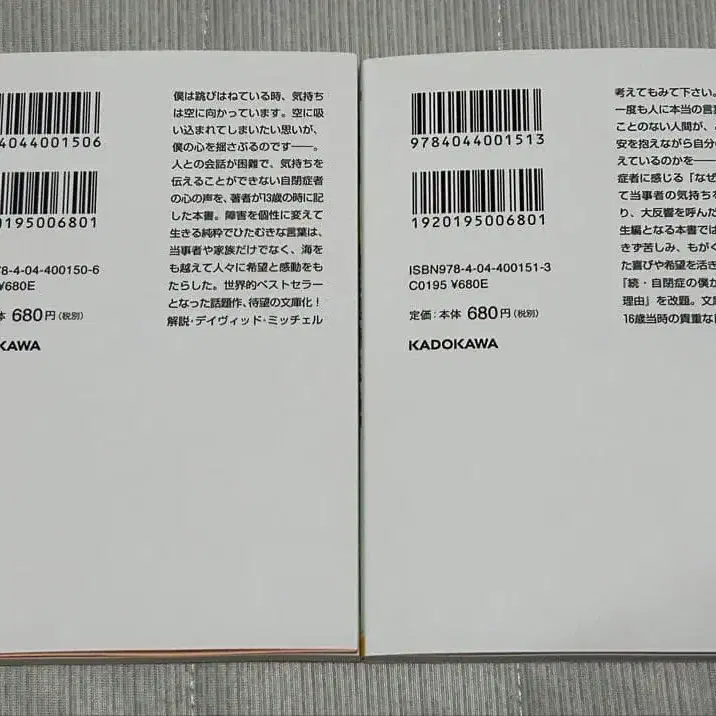 4044001506
0195006801
8-4-04-400150-6
¥680E
本体 680円(税別)
KAWA
僕は跳びはねている時、気持ち
は空に向かっています。空に吸
い込まれてしまいたい思いが、
僕の心を揺さぶるのです――。
人との会話が困難で、気持ちを
伝えることができない自閉症者
の心の声を、著者が13歳の時に記
した本書。障害を個性に変えて
生きる純粋でひたむきな言葉は、
当事者や家族だけでなく、海を
も越えて人々に希望と感動をも
たらした。世界的ベストセラー
となった話題作、待望の文庫化！
解説・デイヴィッド・ミッチェル
9784044001513
1920195006801
ISBN978-4-04-400151-3
C0195 ¥680E
定価：本体 680円(税別)
KADOKAWA
考えてもみて下さい。
一度も人に本当の言
ことのない人間が、
安を抱えながら自分の
えているのかを――
症者に感じる「なぜ
て当事者の気持ちを
り、大反響を呼んだ
生編となる本書では
きず苦しみ、もがく
た喜びや希望を活き
「続・自閉症の僕が
理由」を改題。文庫
16歳当時の貴重な